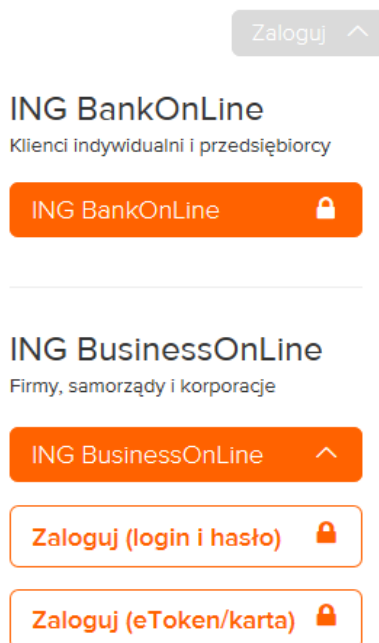 Zaloguj
ING BankOnLine
Klienci indywidualni i przedsiębiorcy
ING BankOnLine
ING BusinessOnLine
Firmy, samorządy i korporacje
ING BusinessOnLine
Zaloguj (login i hasło)
Zaloguj (eToken/karta)